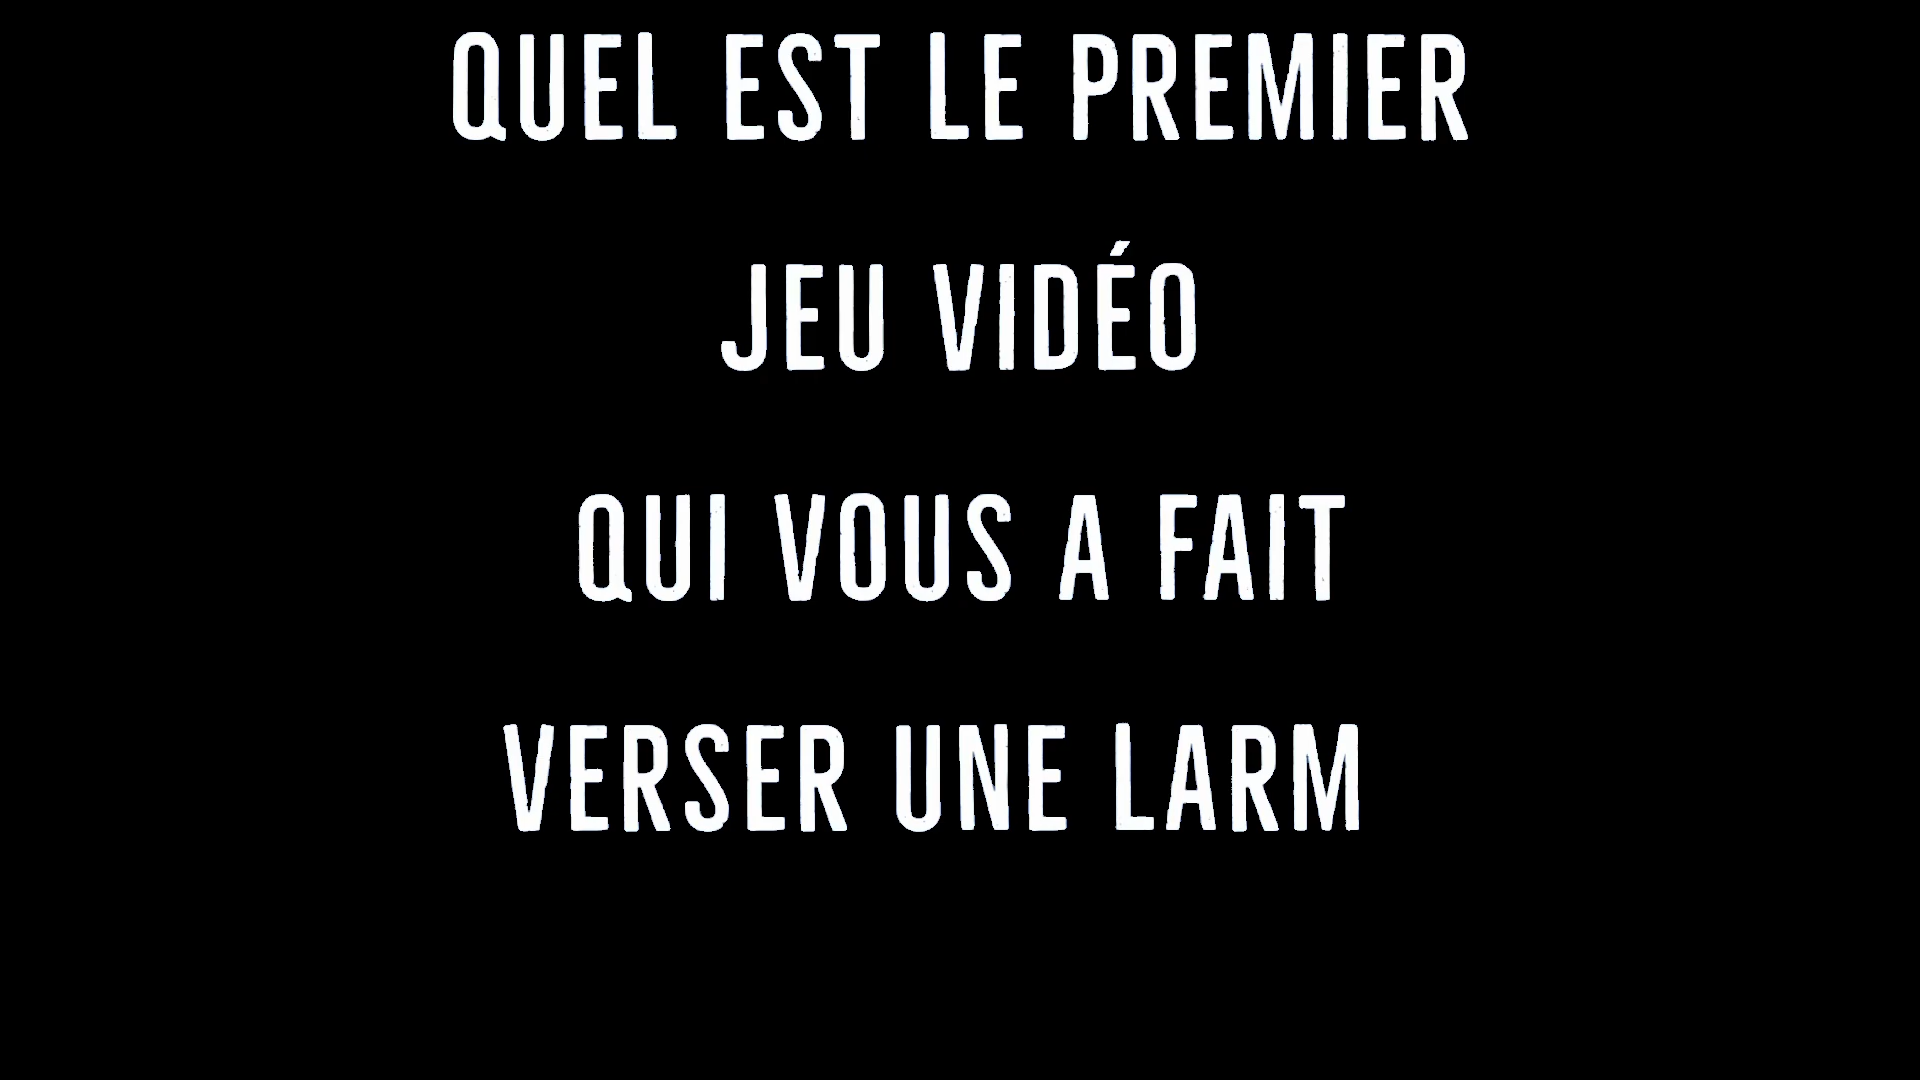 QUEL EST LE PREMIER
JEU VIDÉO
QUI VOUS A FAIT
VERSER UNE LARM